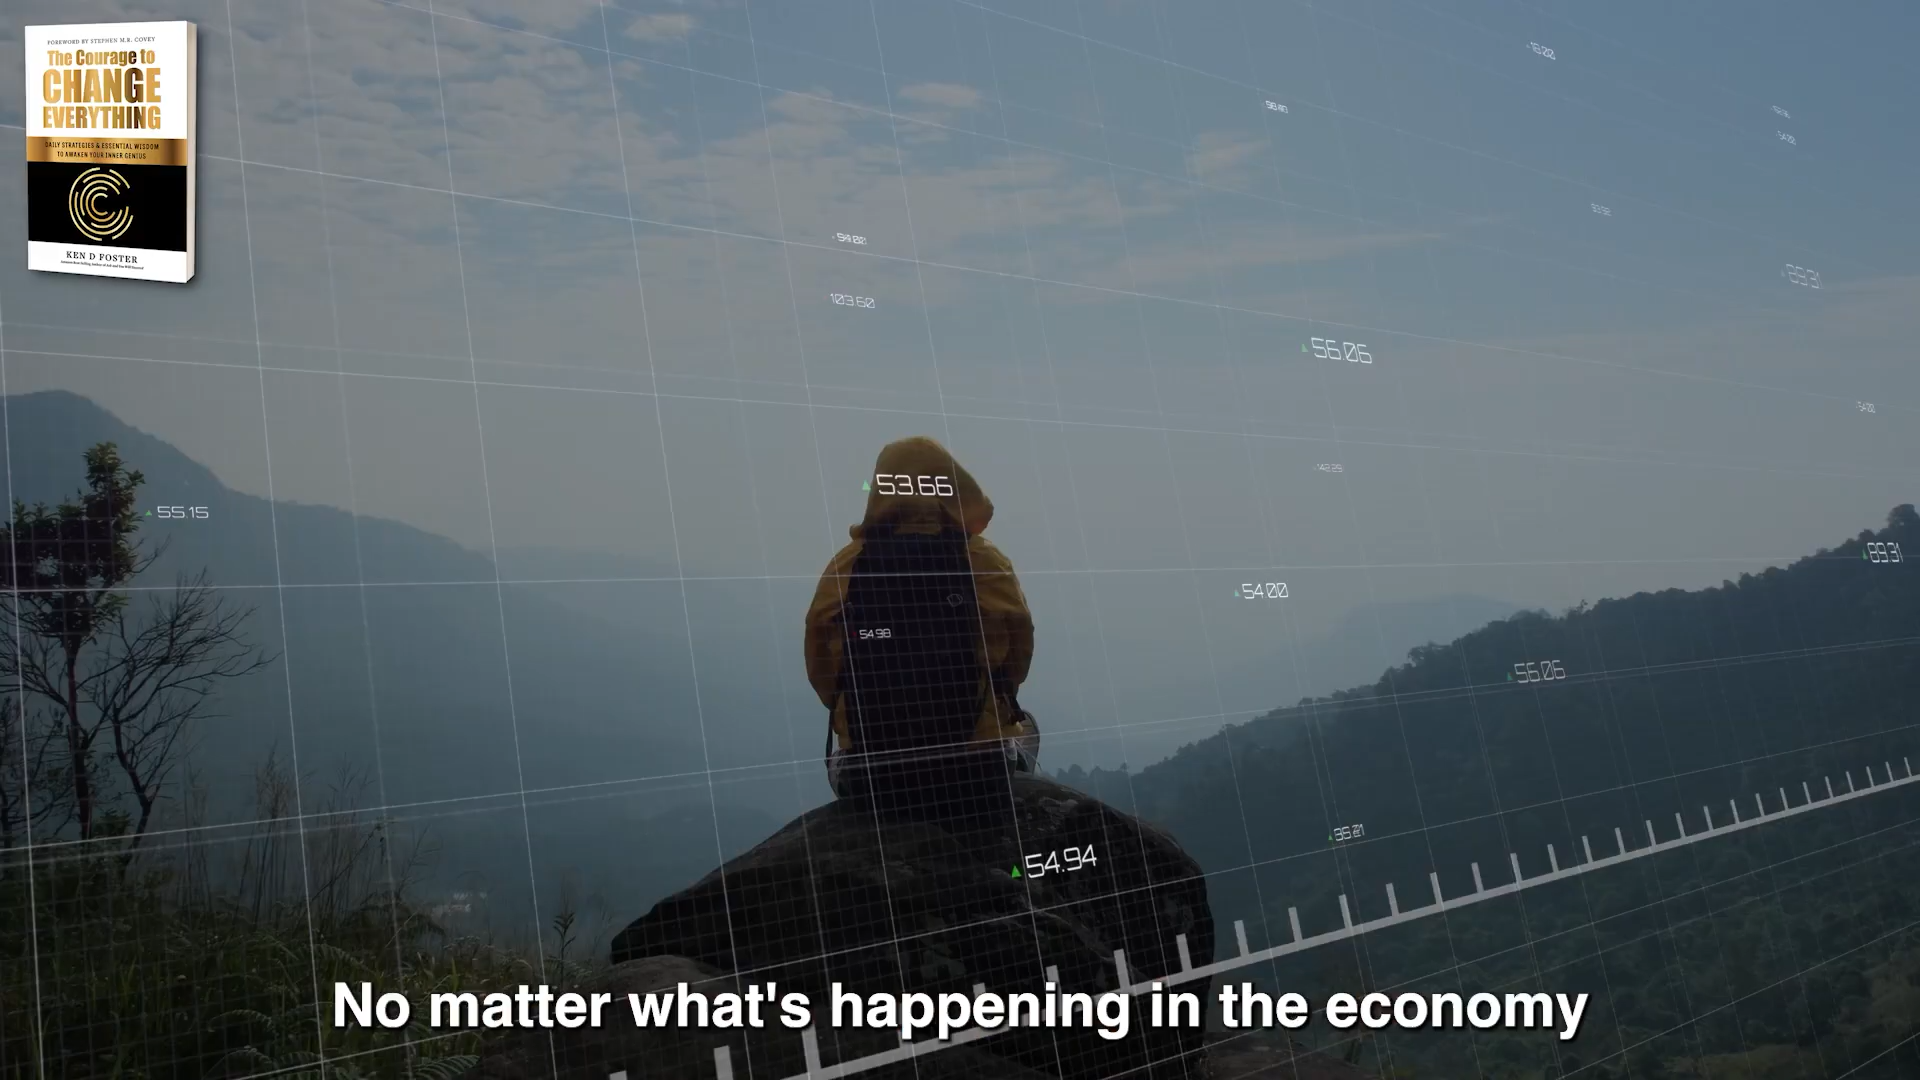 FOREWORD BY STEPHEN M.R. COVEY
The Courage to
CHANGE
EVERYTHING
DAILY STRATEGIES & ESSENTIAL WISDOM
TO AWAKEN YOUR INNER GENIUS
KEN D FOSTER
103.60
56.06
53.66
55.15
89.31
54.00
89.31
54.98
56.06
54.94
No matter what's happening in the economy